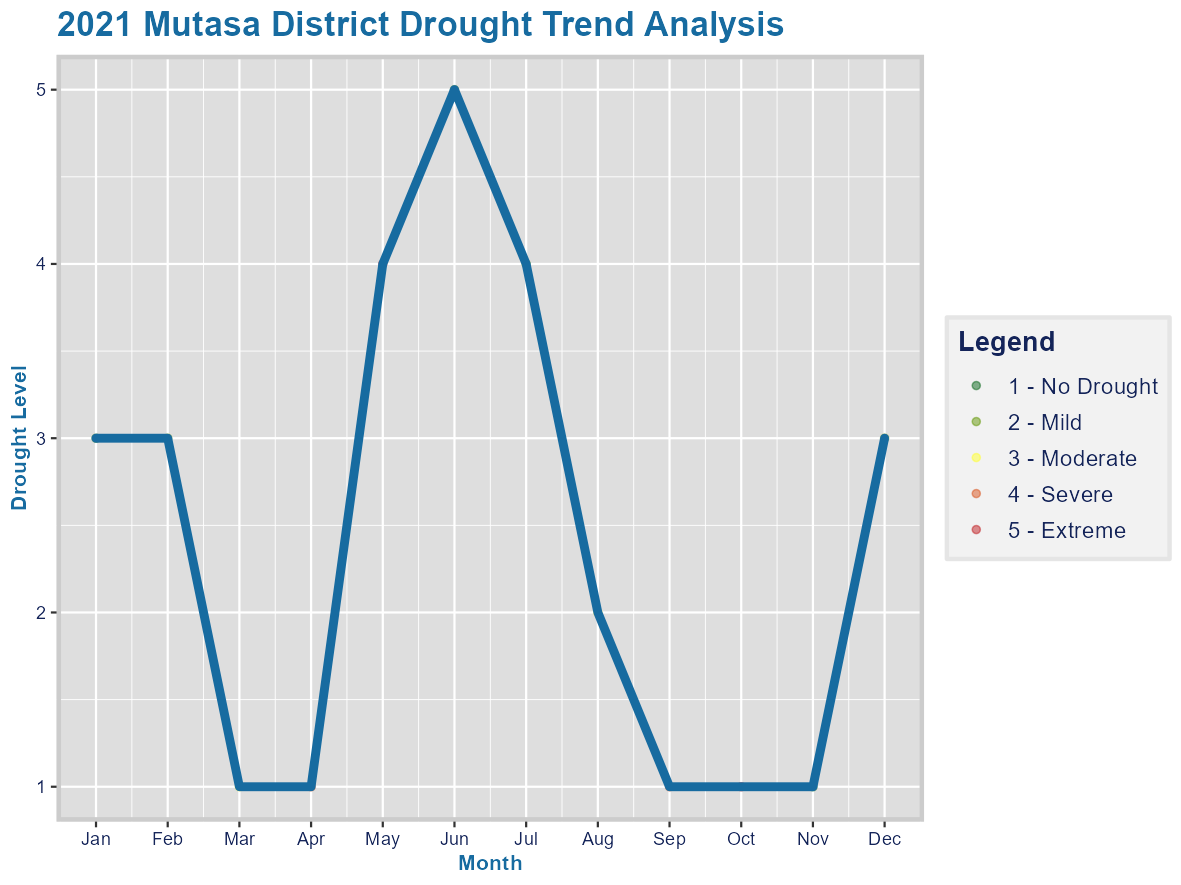 2021 Mutasa District Drought Trend Analysis
Drought Level
5
4
3
2
1
Jan Feb Mar Apr May Jun Jul Aug Sep Oct Nov Dec
Month
Legend
1 - No Drought
2 - Mild
3 - Moderate
4 - Severe
5 - Extreme